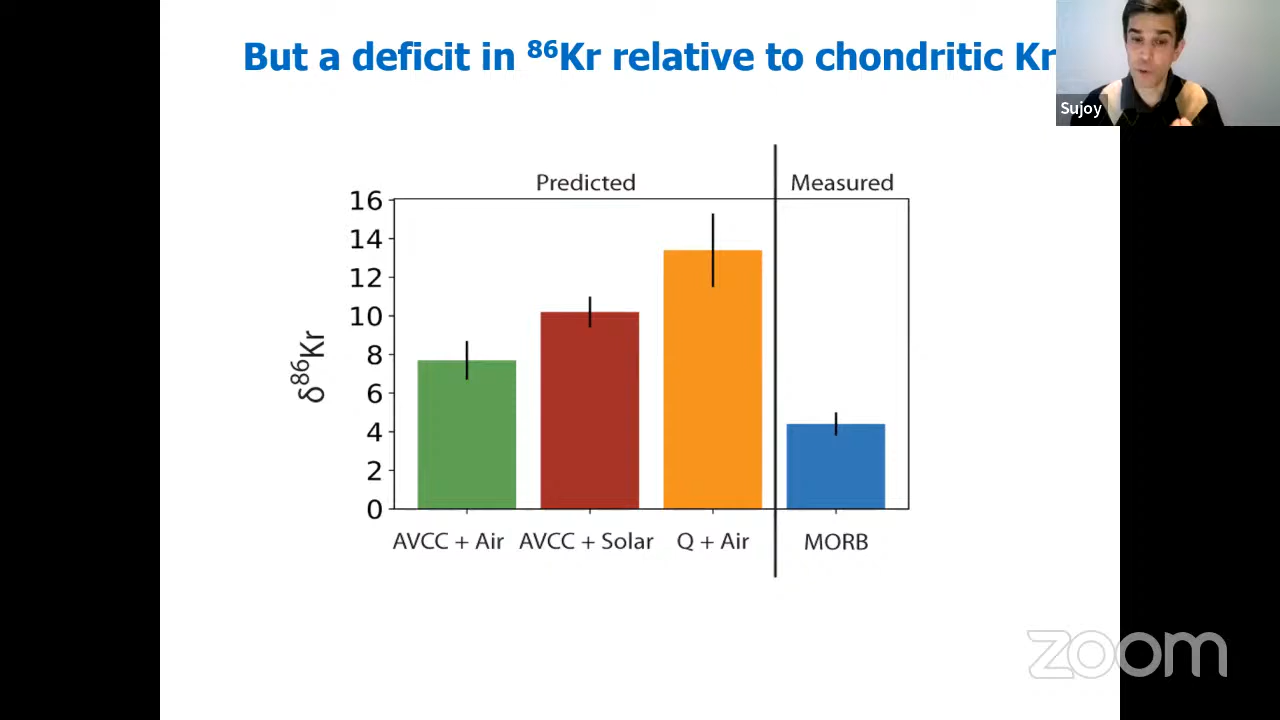 But a deficit in ⁸⁶Kr relative to chondritic Kr
Sujoy
Predicted
Measured
16
14
12
10
8
6
4
2
0
δ⁸⁶Kr
AVCC + Air
AVCC + Solar
Q + Air
MORB
zoom